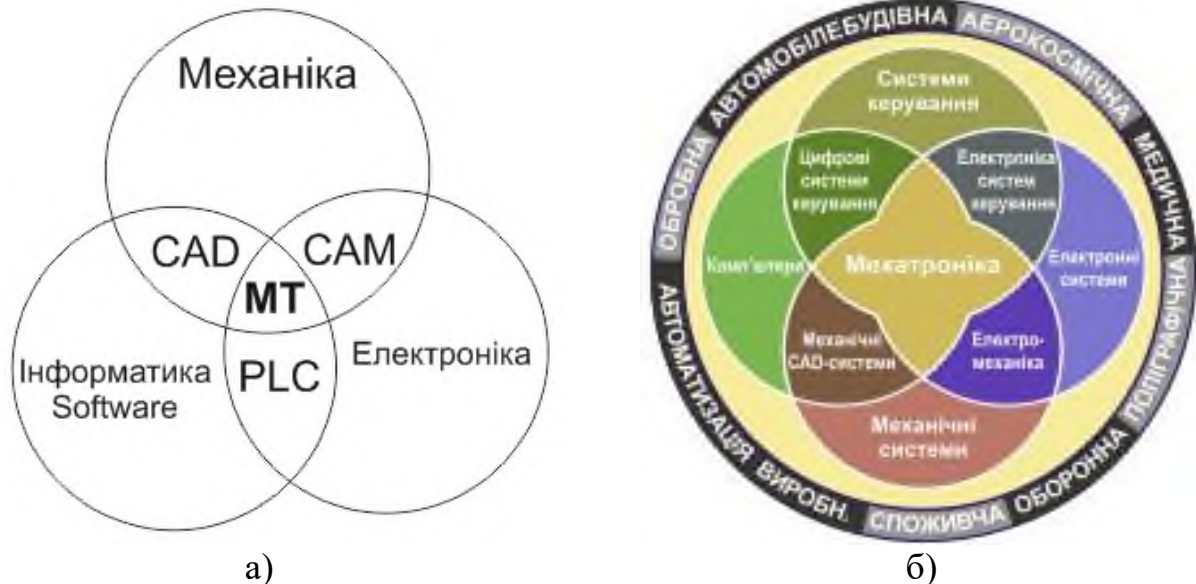 Механіка
CAD
CAM
МТ
Інформатика
Software
PLC
Електроніка
а)
ОБРОБНА
АВТОМОБІЛЕБУДІВНА
АЕРОКОСМІЧНА
МЕДИЧНА
ПОЛІГРАФІЧНА
ОБОРОННА
СПОЖИВЧА
АВТОМАТИЗАЦІЯ ВИРОБН.
Системи
керування
Цифрові
системи
керування
Електроніка
систем
керування
Комп'ютери
Мехатроніка
Електронні
системи
Механічні
CAD-системи
Електро-
механіка
Механічні
системи
б)